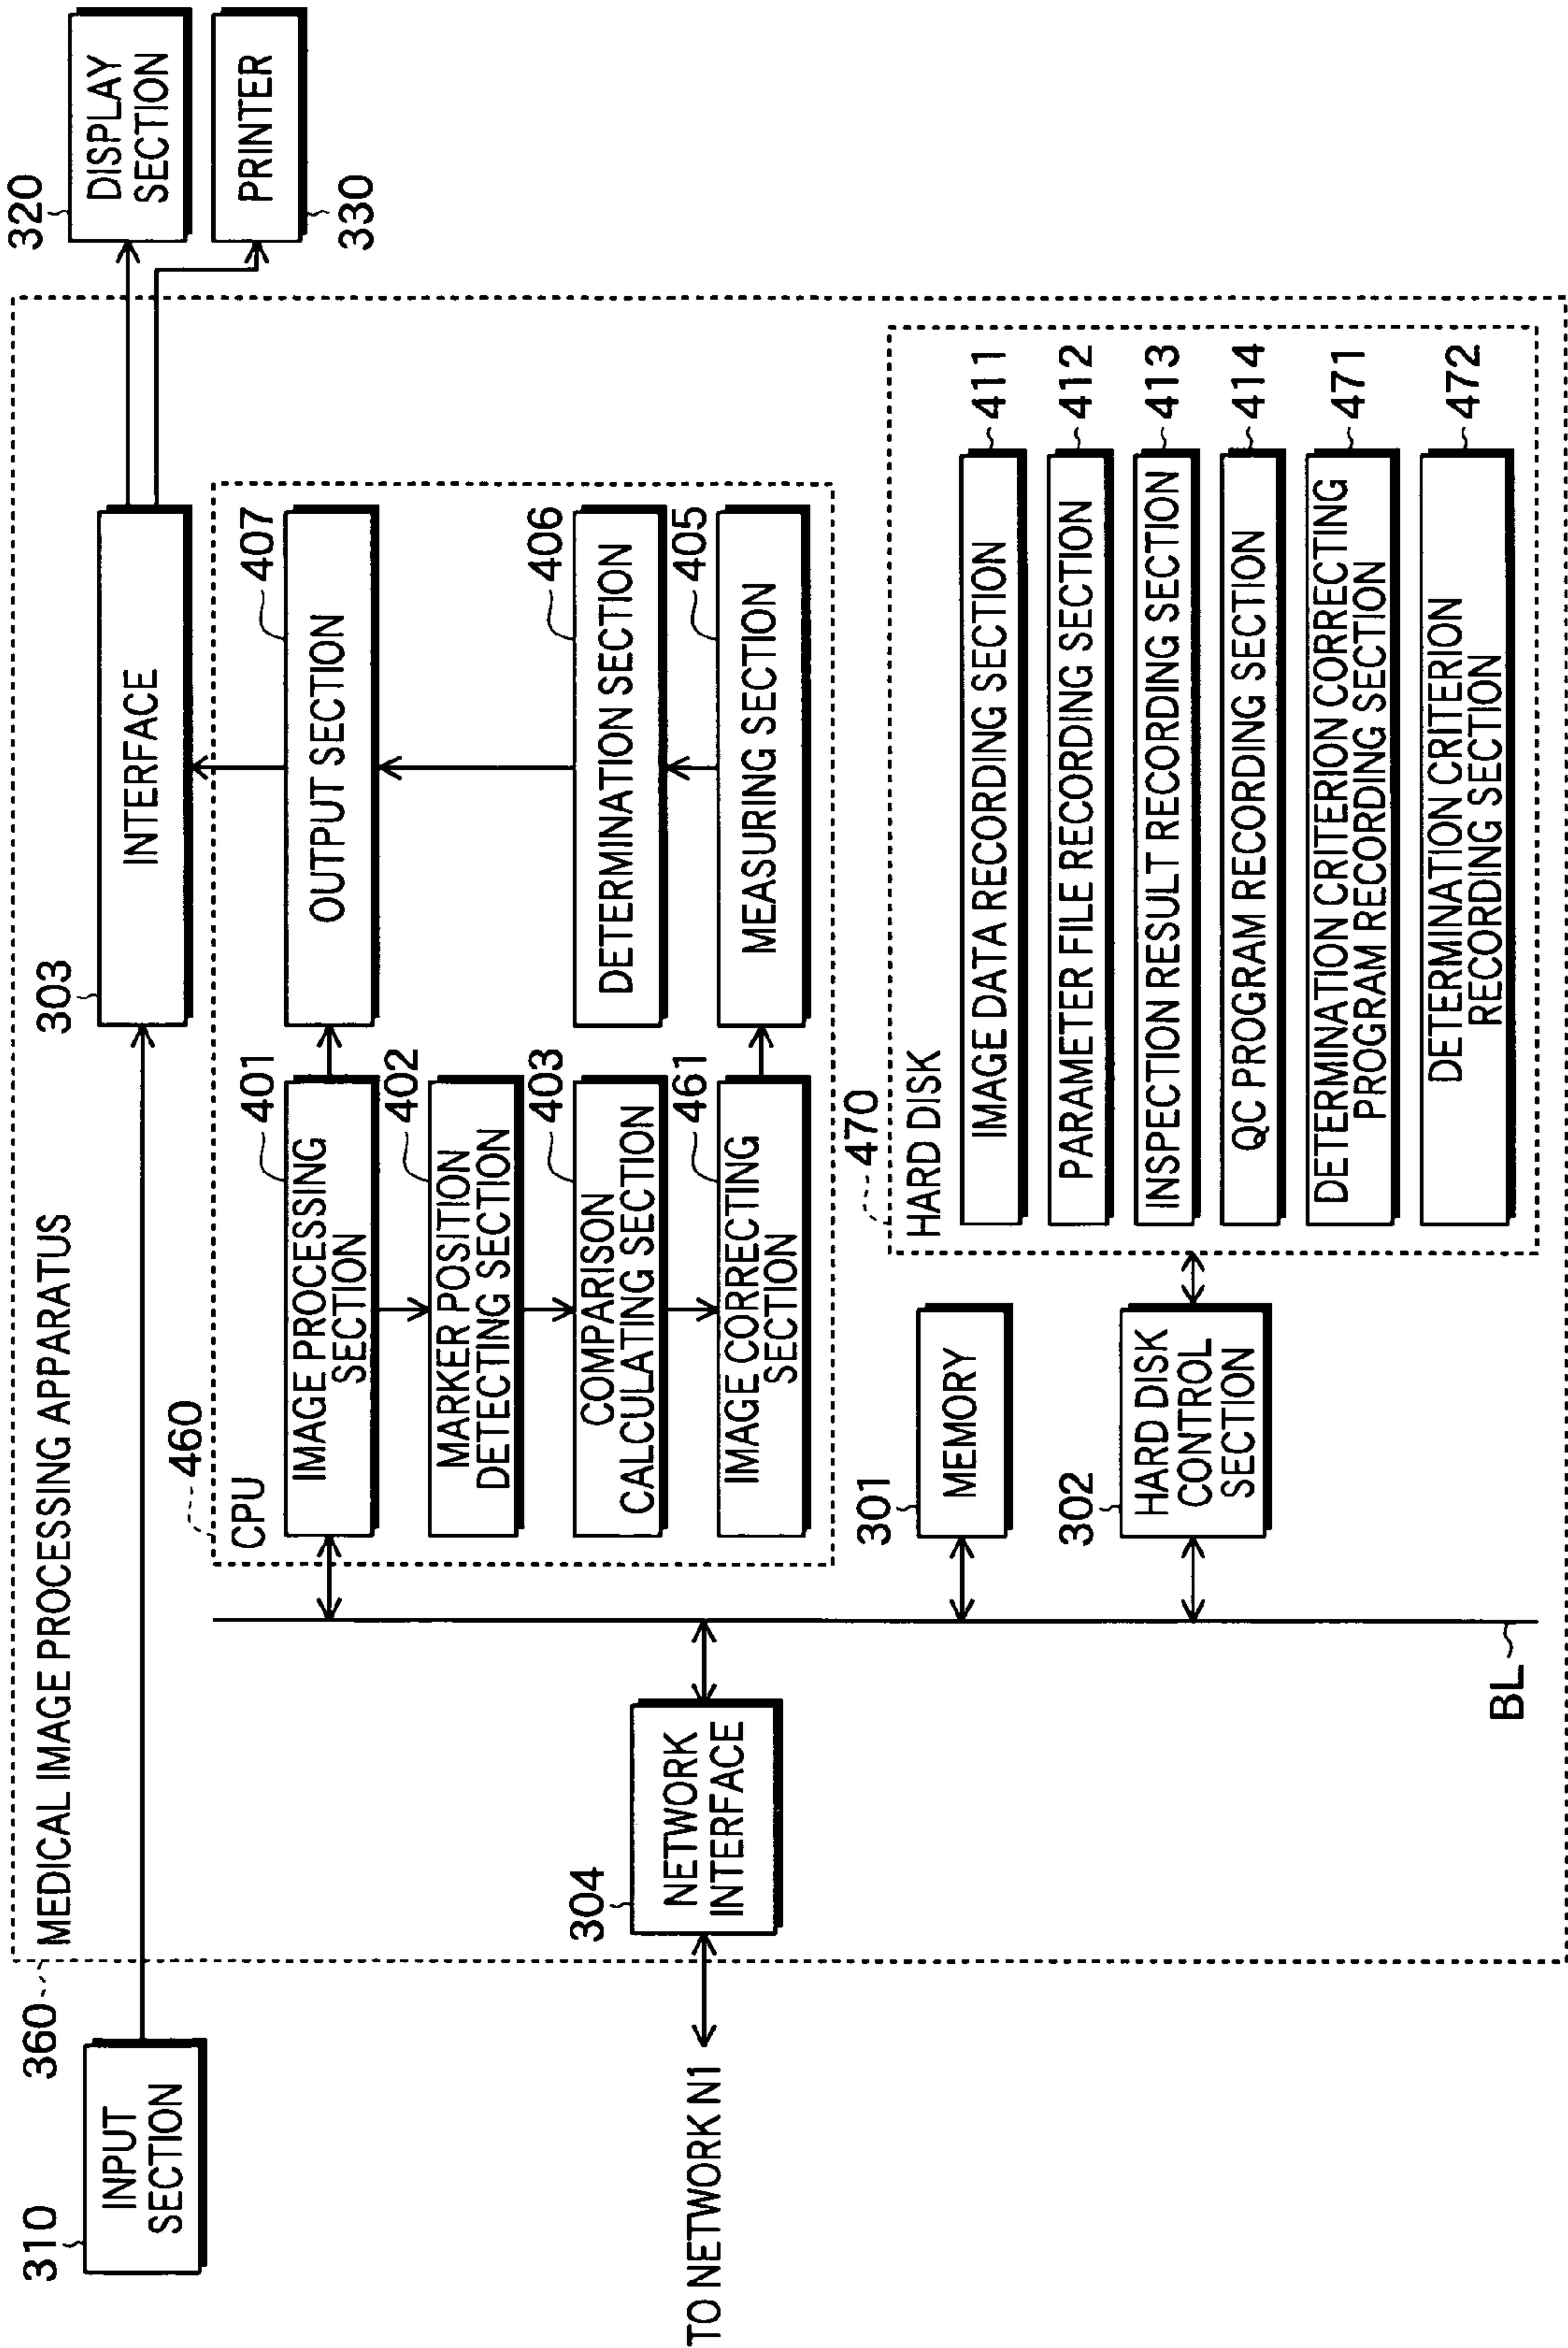 310
INPUT
SECTION
360
MEDICAL IMAGE PROCESSING APPARATUS
303
INTERFACE
320
DISPLAY
SECTION
PRINTER
330
460
CPU
401
IMAGE PROCESSING
SECTION
402
MARKER POSITION
DETECTING SECTION
403
COMPARISON
CALCULATING SECTION
461
IMAGE CORRECTING
SECTION
407
OUTPUT SECTION
406
DETERMINATION SECTION
405
MEASURING SECTION
TO NETWORK N1
304
NETWORK
INTERFACE
BL
301
MEMORY
302
HARD DISK
CONTROL
SECTION
470
HARD DISK
IMAGE DATA RECORDING SECTION
411
PARAMETER FILE RECORDING SECTION
412
INSPECTION RESULT RECORDING SECTION
413
QC PROGRAM RECORDING SECTION
414
DETERMINATION CRITERION CORRECTING
PROGRAM RECORDING SECTION
471
DETERMINATION CRITERION
RECORDING SECTION
472